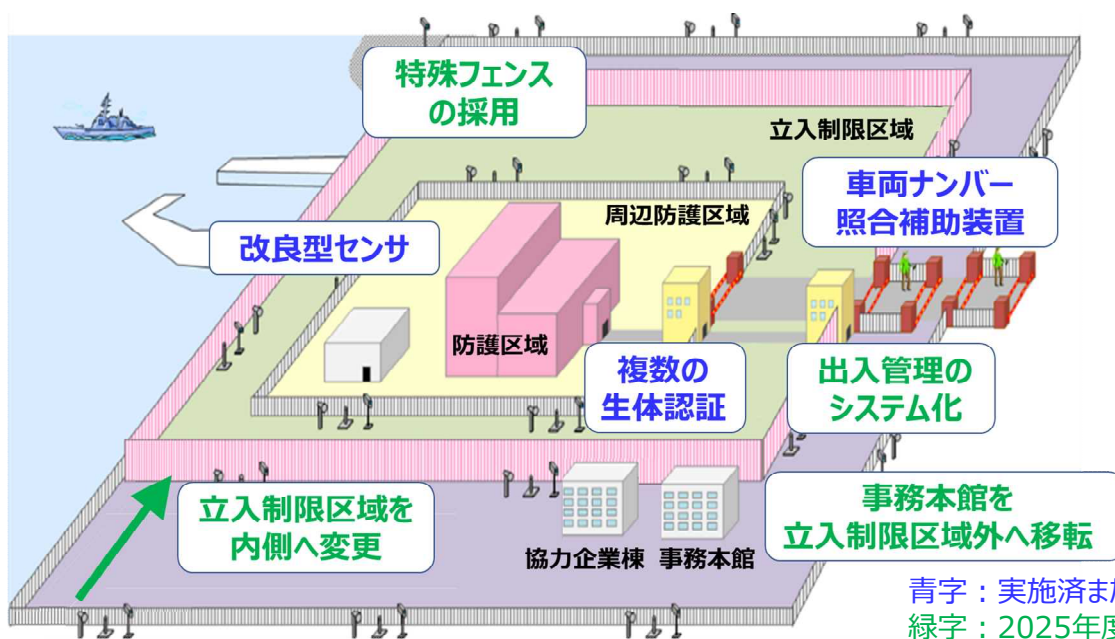 特殊フェンス
の採用
立入制限区域
車両ナンバー
照合補助装置
周辺防護区域
改良型センサ
防護区域
複数の
生体認証
出入管理の
システム化
立入制限区域を
内側へ変更
事務本館を
立入制限区域外へ移転
協力企業棟
事務本館
青字：実施済ま
緑字：2025年度